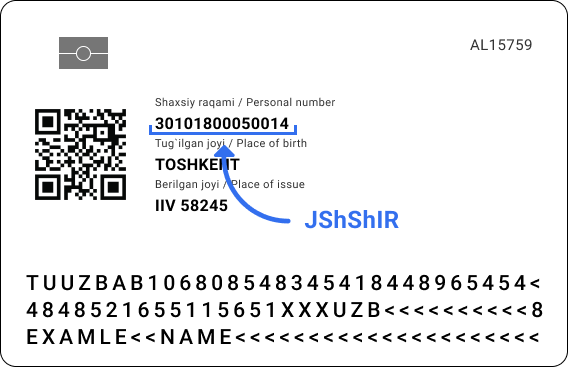 AL15759
Shaxsiy raqami / Personal number
30101800050014
Tug`ilgan joyi / Place of birth
TOSHKENT
Berilgan joyi / Place of issue
IIV 58245
JShShIR
TUUZBAB1068085483454184489654 54<
4848521655115651XXXUZB<<<<<<<<<<8
EXAMLE<<NAME<<<<<<<<<<<<<<<<<<<<<